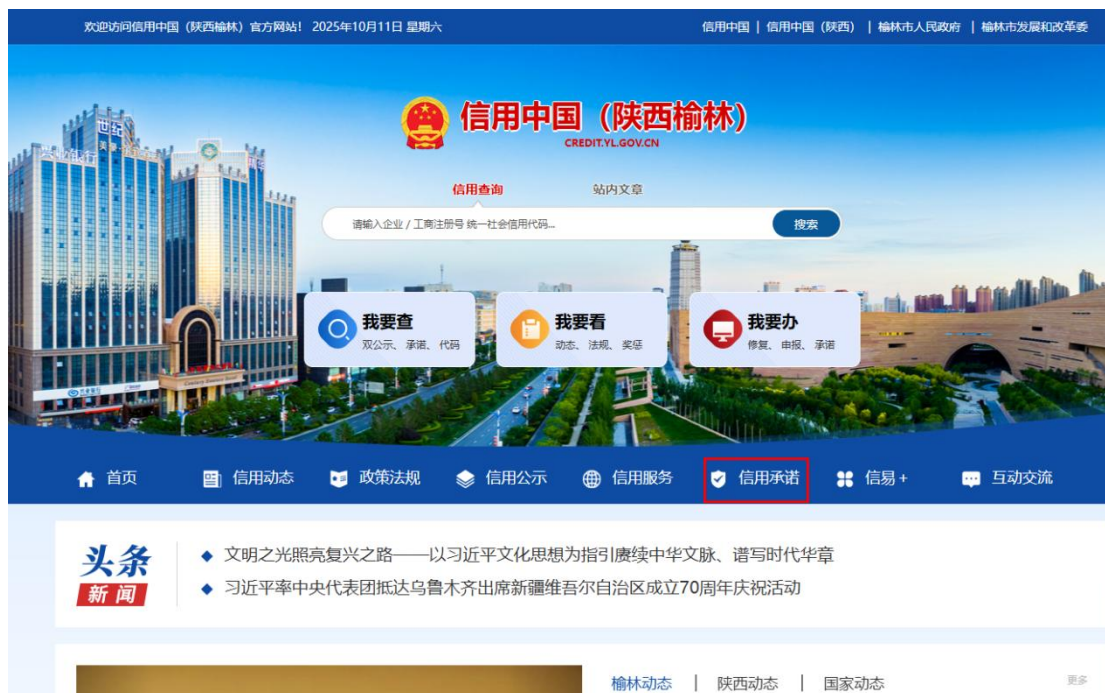 欢迎访问信用中国（陕西榆林）官方网站！ 2025年10月11日 星期六
信用中国 | 信用中国（陕西） | 榆林市人民政府 | 榆林市发展和改革委
信用中国（陕西榆林）
CREDIT.YL.GOV.CN
信用查询 站内文章
请输入企业 / 工商注册号 统一社会信用代码...
搜索
我要查
双公示、承诺、代码
我要看
动态、法规、奖惩
我要办
修复、申报、承诺
世纪
首页 信用动态 政策法规 信用公示 信用服务 信用承诺 信易+ 互动交流
头条
新闻
◆ 文明之光照亮复兴之路——以习近平文化思想为指引赓续中华文脉、谱写时代华章
◆ 习近平率中央代表团抵达乌鲁木齐出席新疆维吾尔自治区成立70周年庆祝活动
榆林动态 | 陕西动态 | 国家动态
更多